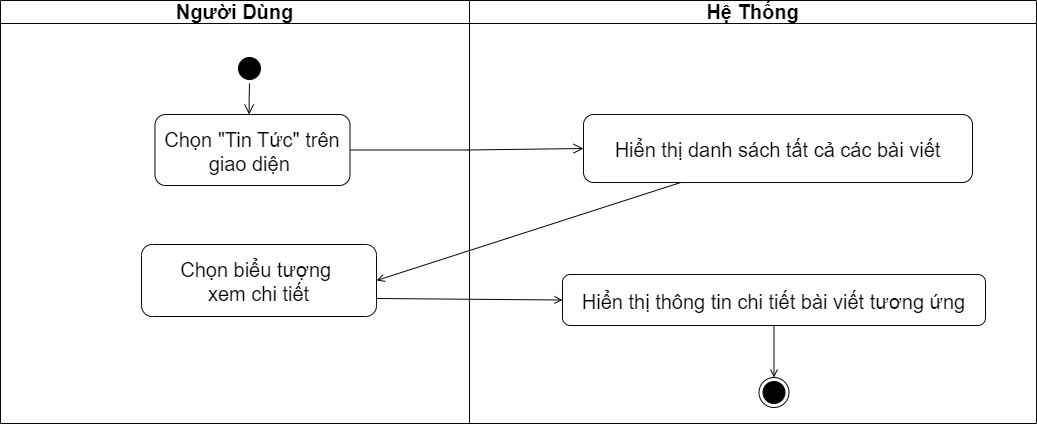 Người Dùng
Hệ Thống
Chọn "Tin Tức" trên
giao diện
Hiển thị danh sách tất cả các bài viết
Chọn biểu tượng
xem chi tiết
Hiển thị thông tin chi tiết bài viết tương ứng